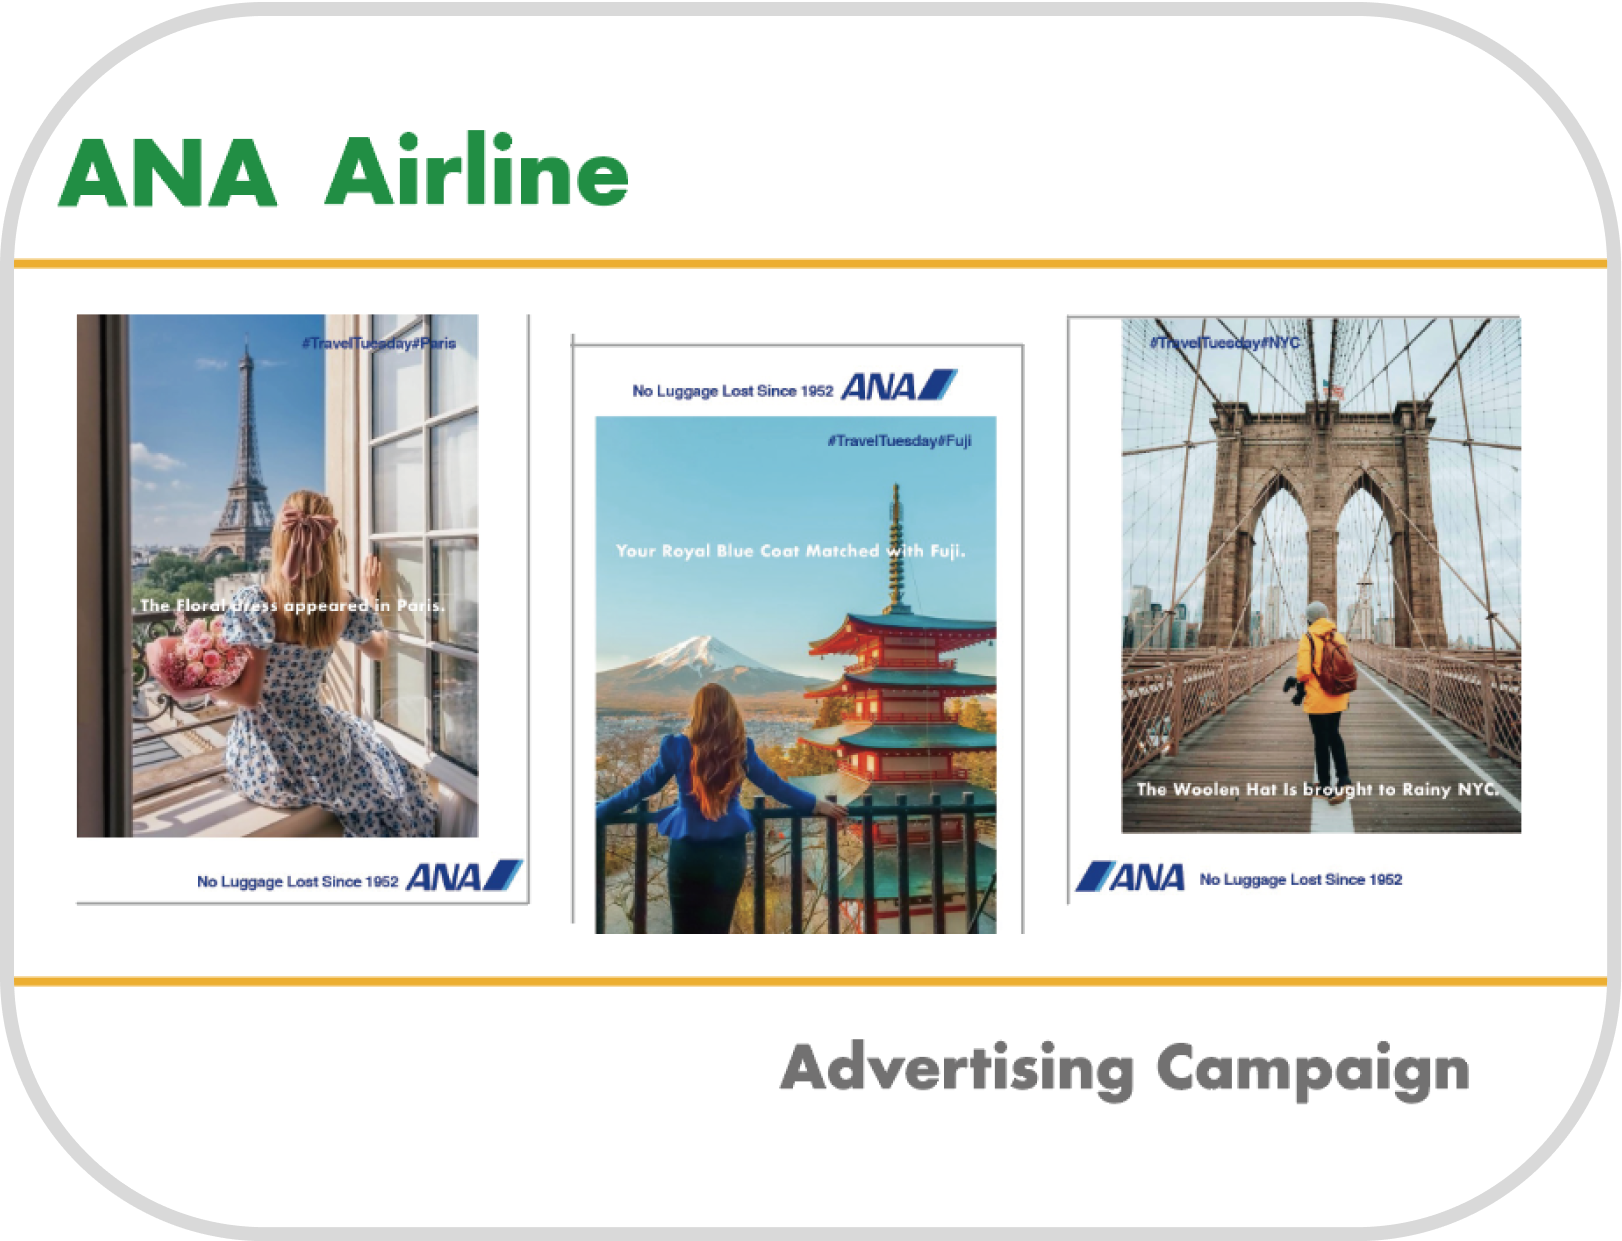 ANA Airline
#TravelTuesday#Paris
The Floral dress appeared in Paris.
No Luggage Lost Since 1952 ANA
No Luggage Lost Since 1952 ANA
#TravelTuesday#Fuji
Your Royal Blue Coat Matched with Fuji.
#TravelTuesday#NYC
The Woolen Hat Is brought to Rainy NYC.
ANA No Luggage Lost Since 1952
Advertising Campaign